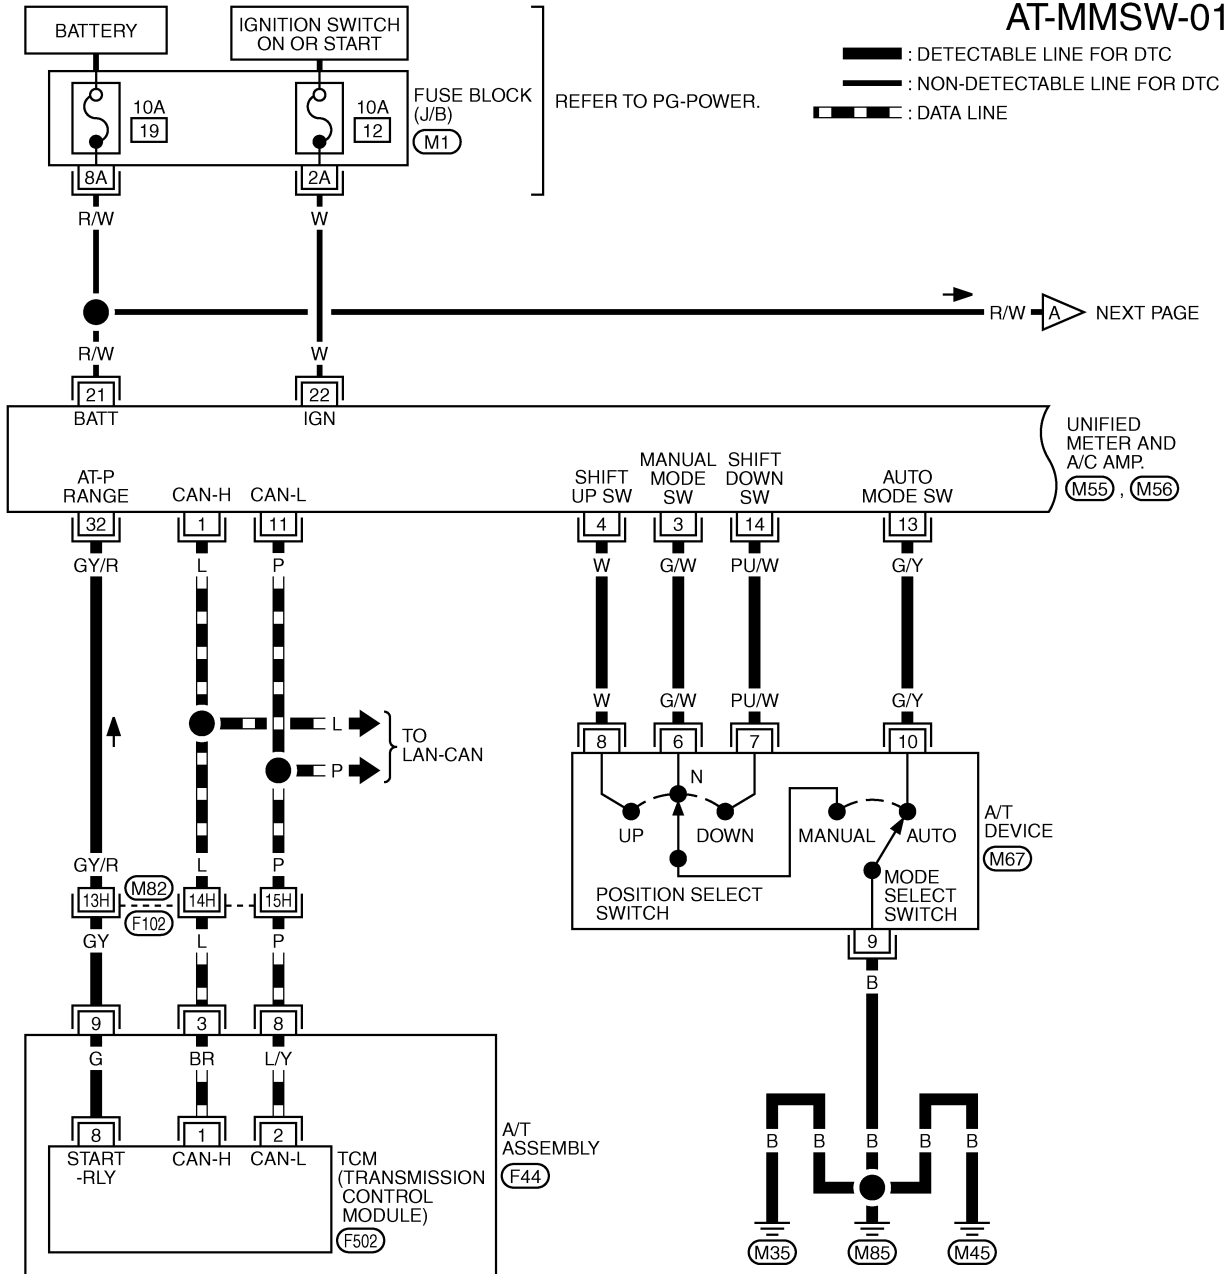 AT-MMSW-01
BATTERY
IGNITION SWITCH
ON OR START
: DETECTABLE LINE FOR DTC
: NON-DETECTABLE LINE FOR DTC
: DATA LINE
10A
19
10A
12
FUSE BLOCK
(J/B)
M1
REFER TO PG-POWER.
8A
2A
R/W
W
R/W
A
NEXT PAGE
R/W
W
21
22
BATT
IGN
UNIFIED
METER AND
A/C AMP.
M55 , M56
AT-P
RANGE
CAN-H
CAN-L
SHIFT
UP SW
MANUAL
MODE
SW
SHIFT
DOWN
SW
AUTO
MODE SW
32
1
11
4
3
14
13
GY/R
L
P
W
G/W
PU/W
G/Y
W
G/W
PU/W
G/Y
L
P
TO
LAN-CAN
8
6
7
10
N
UP
DOWN
MANUAL
AUTO
A/T
DEVICE
M67
POSITION SELECT
SWITCH
MODE
SELECT
SWITCH
GY/R
L
P
13H
M82
F102
14H
15H
GY
L
P
9
B
9
3
8
G
BR
L/Y
8
1
2
START
-RLY
CAN-H
CAN-L
TCM
(TRANSMISSION
CONTROL
MODULE)
F502
A/T
ASSEMBLY
F44
B
B
B
B
B
M35
M85
M45